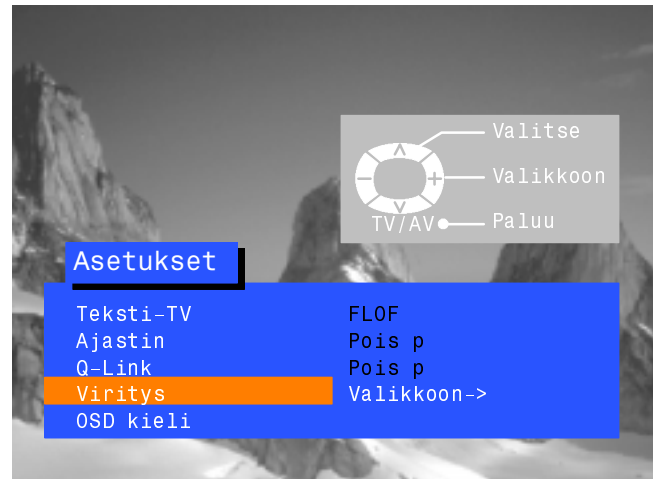 Valitse
Valikkoon
TV/AV Paluu
Asetukset
Teksti-TV FLOF
Ajastin Pois p
Q-Link Pois p
Viritys Valikkoon->
OSD kieli